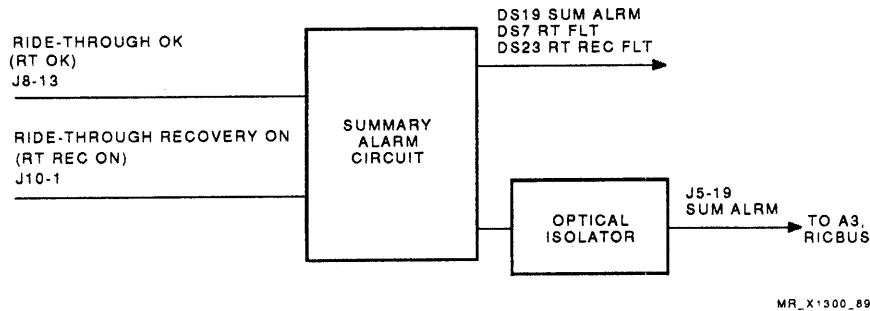 RIDE-THROUGH OK
(RT OK)
J8-13
RIDE-THROUGH RECOVERY ON
(RT REC ON)
J10-1
SUMMARY
ALARM
CIRCUIT
DS19 SUM ALRM
DS7 RT FLT
DS23 RT REC FLT
OPTICAL
ISOLATOR
J5-19
SUM ALRM
TO A3,
RICBUS
MR_X1300_89